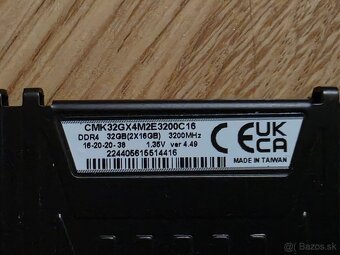 CMK32GX4M2E3200C16
DDR4 32GB(2X16GB) 3200MHz
16-20-20-38 1.35V ver 4.49
224405615514416
UK
CA
MADE IN TAIWAN
bazos.sk